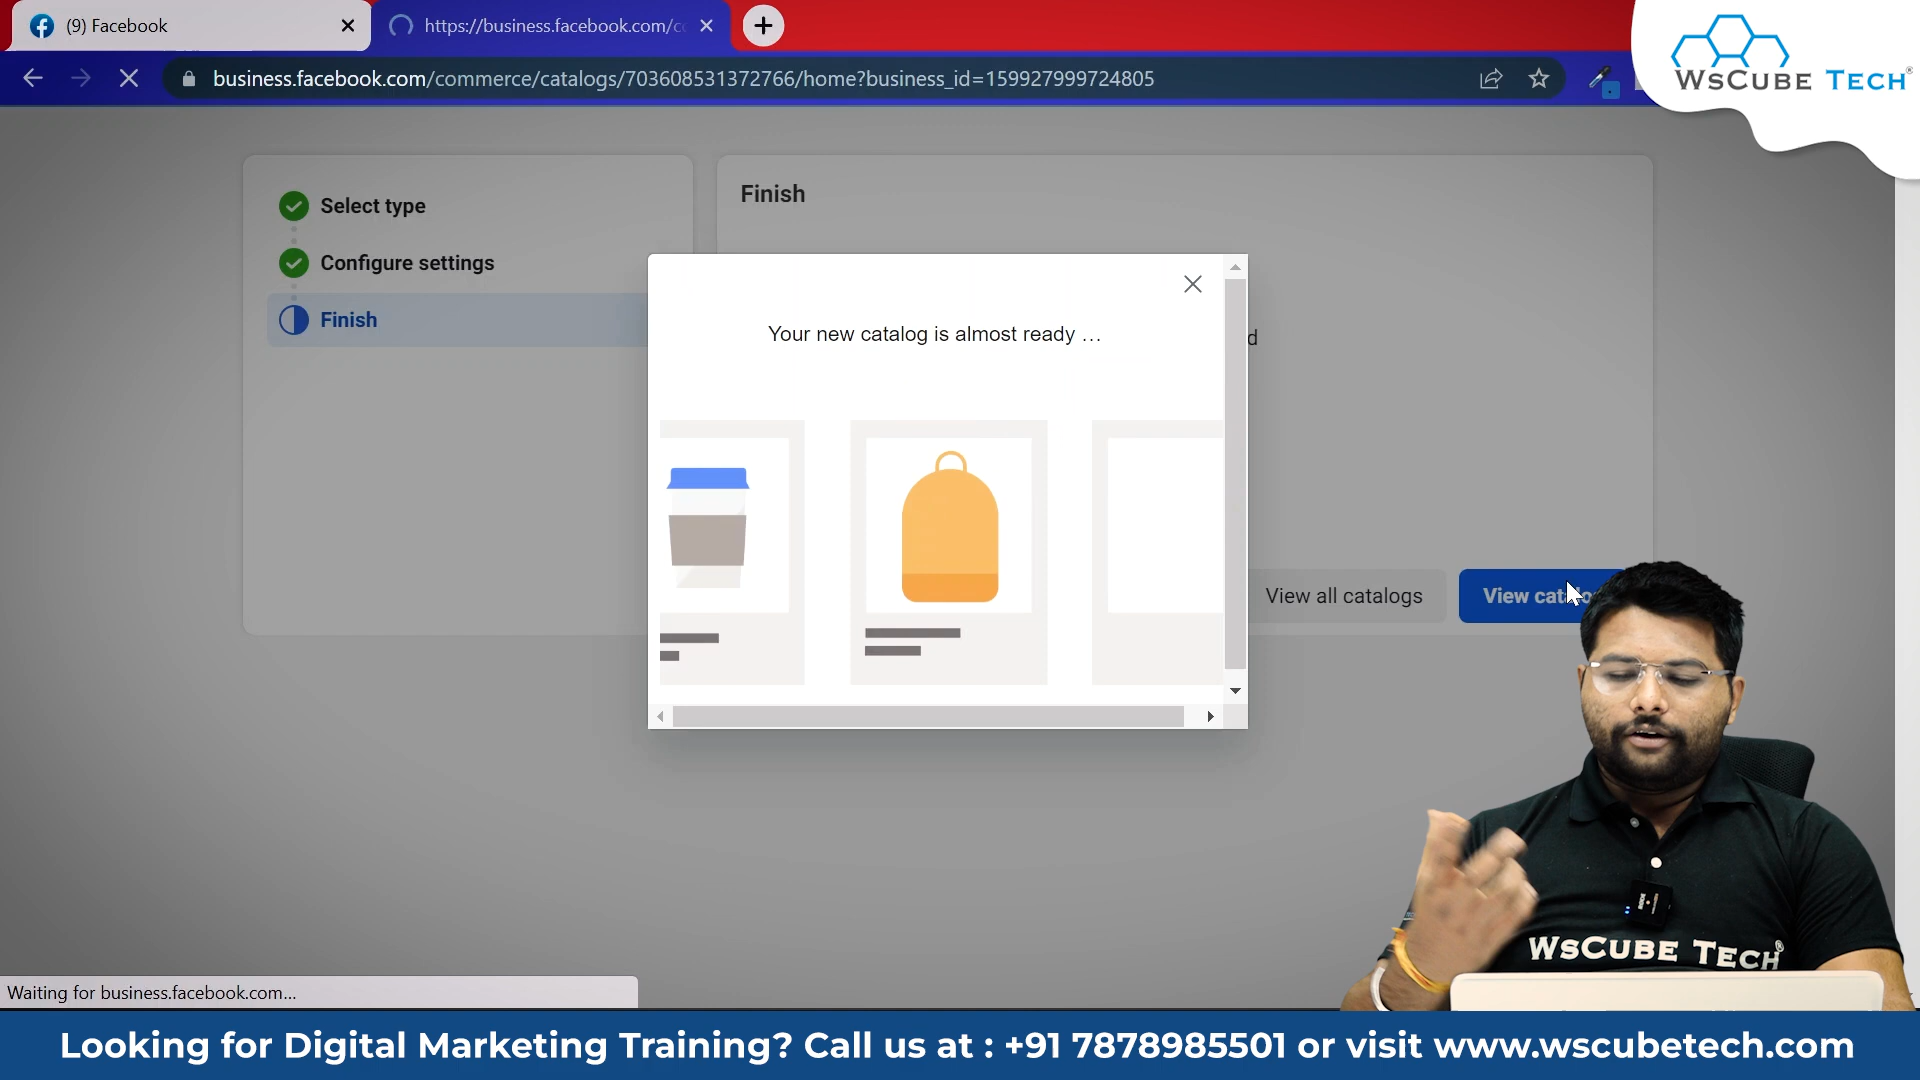 (9) Facebook
https://business.facebook.com/c
business.facebook.com/commerce/catalogs/703608531372766/home?business_id=159927999724805
WSCUBE TECH®
Select type
Configure settings
Finish
Finish
Your new catalog is almost ready ...
d
View all catalogs
View catalo
WSCUBE TECH®
Waiting for business.facebook.com...
Looking for Digital Marketing Training? Call us at : +91 7878985501 or visit www.wscubetech.com